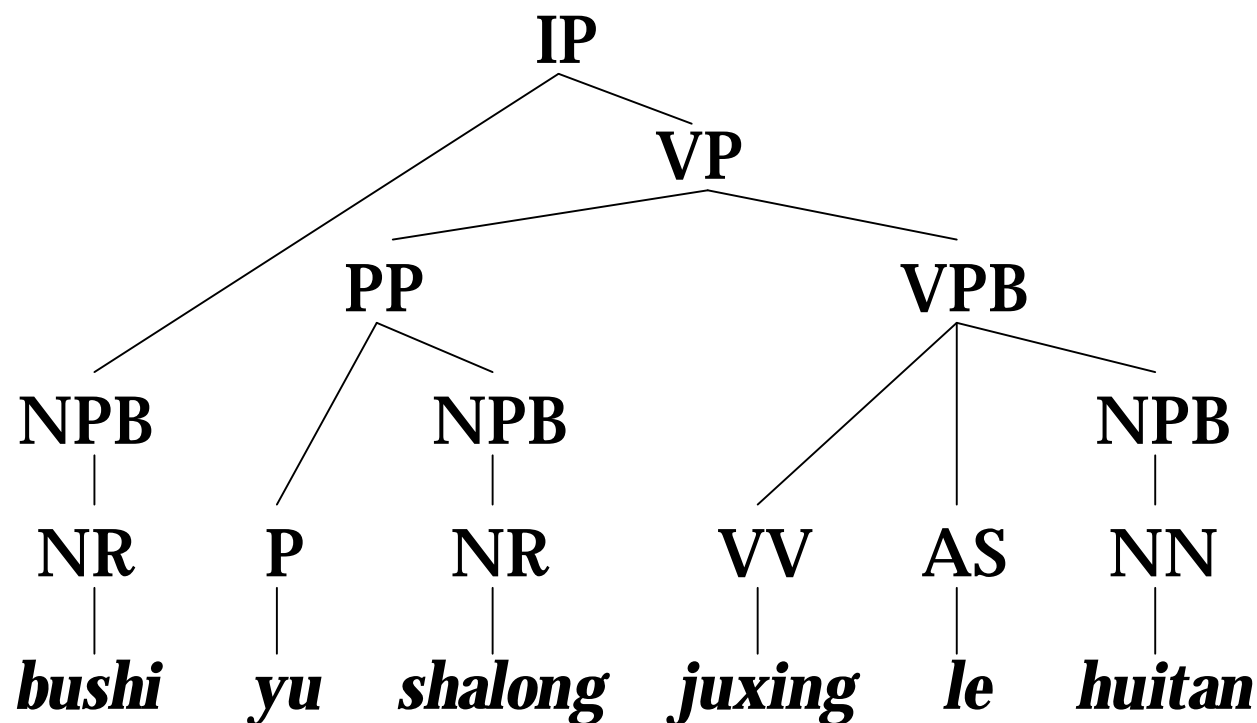 IP
VP
PP VPB
NPB NPB NPB
NR P NR VV AS NN
bushi yu shalong juxing le huitan